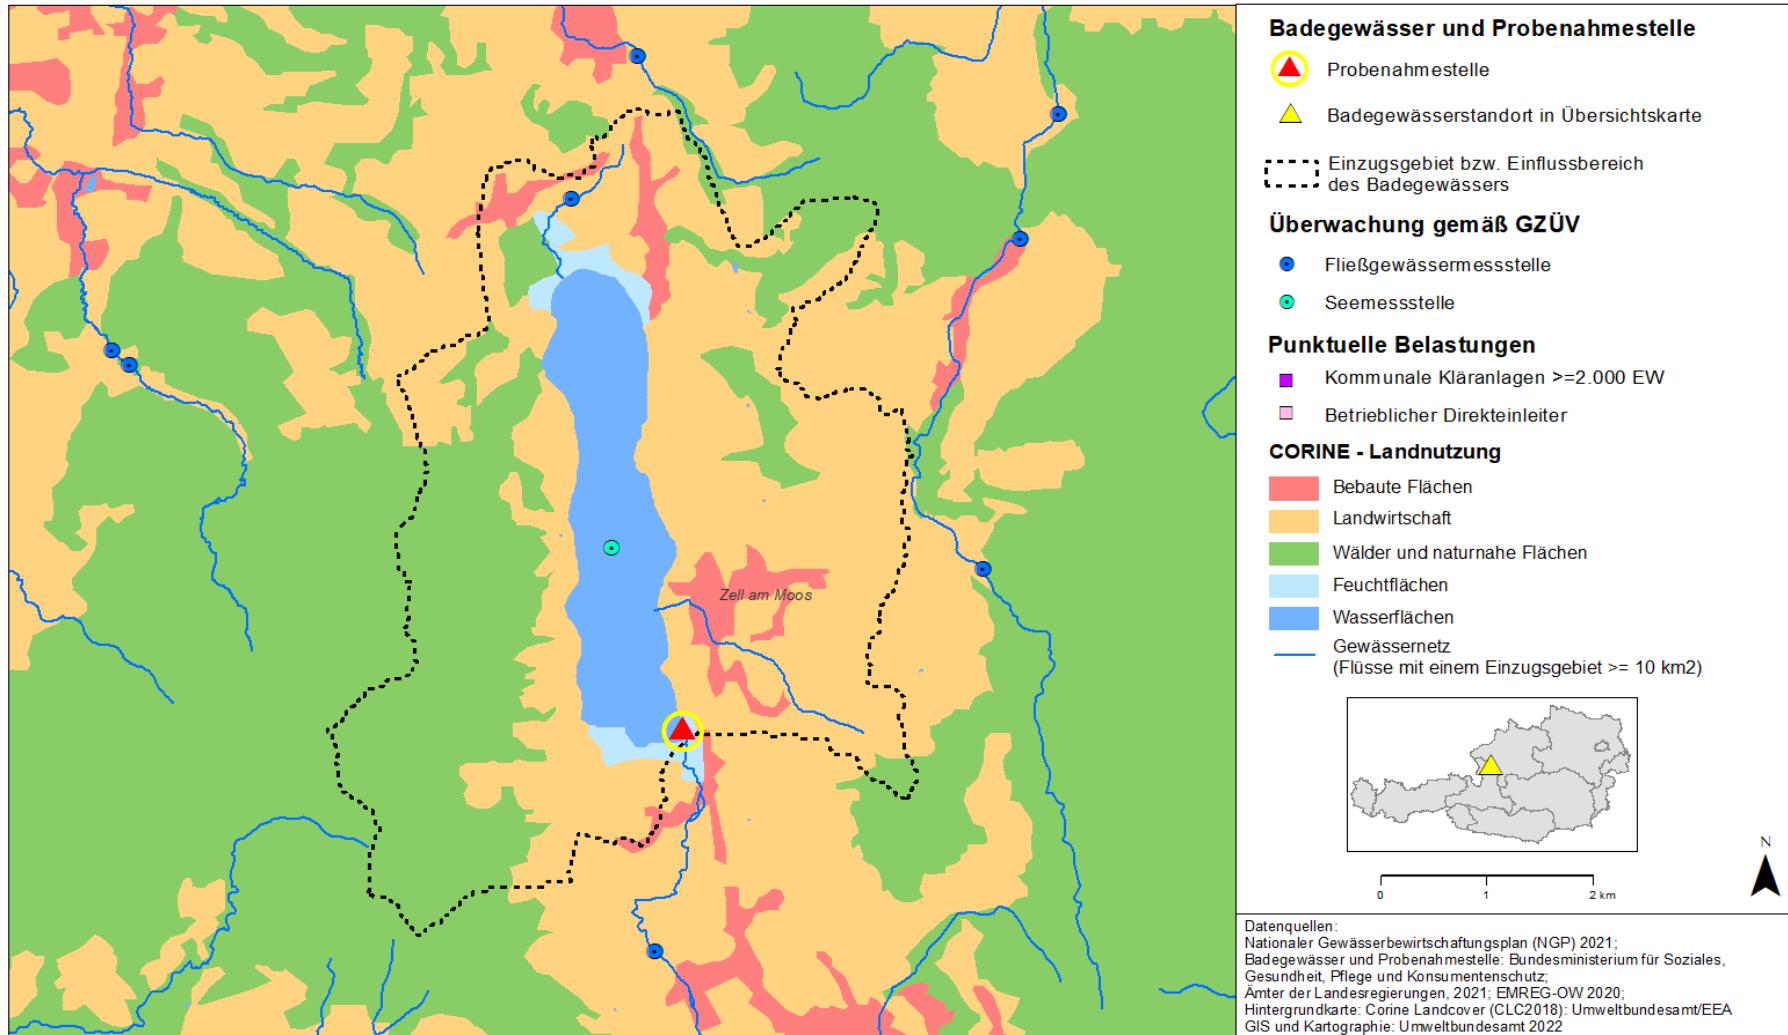 Zell am Moos
Badegewässer und Probenahmestelle
Probenahmestelle
Badegewässerstandort in Übersichtskarte
Einzugsgebiet bzw. Einflussbereich
des Badegewässers
Überwachung gemäß GZÜV
Fließgewässermessstelle
Seemessstelle
Punktuelle Belastungen
Kommunale Kläranlagen >=2.000 EW
Betrieblicher Direkteinleiter
CORINE - Landnutzung
Bebaute Flächen
Landwirtschaft
Wälder und naturnahe Flächen
Feuchtflächen
Wasserflächen
Gewässernetz
(Flüsse mit einem Einzugsgebiet >= 10 km2)
N
0 1 2 km
Datenquellen:
Nationaler Gewässerbewirtschaftungsplan (NGP) 2021;
Badegewässer und Probenahmestelle: Bundesministerium für Soziales,
Gesundheit, Pflege und Konsumentenschutz;
Ämter der Landesregierungen, 2021; EMREG-OW 2020;
Hintergrundkarte: Corine Landcover (CLC2018): Umweltbundesamt/EEA
GIS und Kartographie: Umweltbundesamt 2022